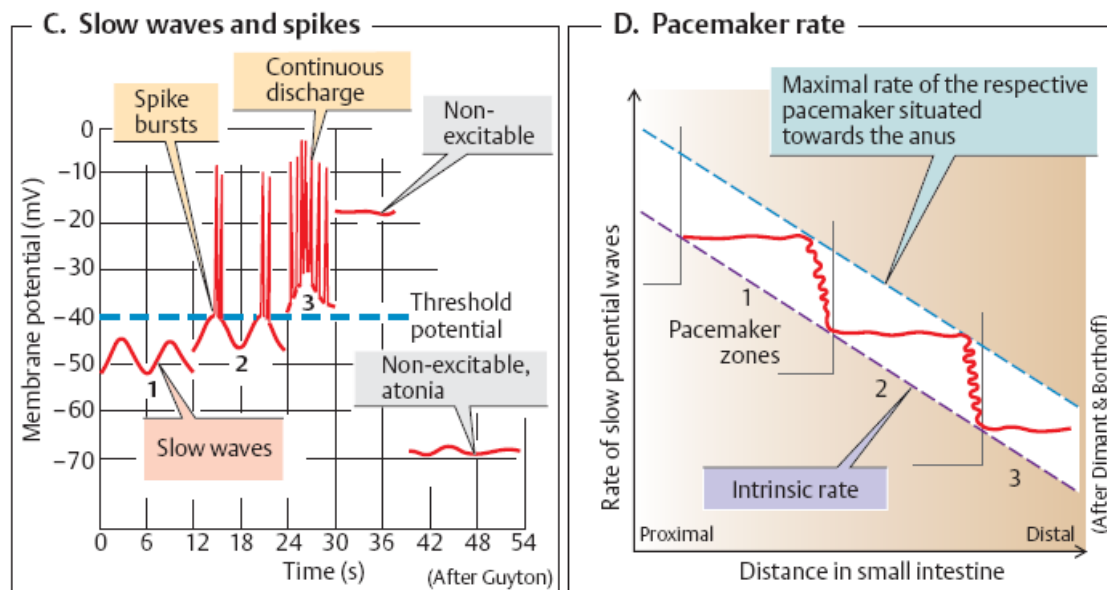 C. Slow waves and spikes
Continuous
discharge
Spike
bursts
Non-
excitable
0
–10
–20
–30
–40
–50
–60
–70
Membrane potential (mV)
3
Threshold
potential
2
1
Non-excitable,
atonia
Slow waves
0 6 18 24 30 36 42 48 54
Time (s)
(After Guyton)
D. Pacemaker rate
Maximal rate of the respective
pacemaker situated
towards the anus
Rate of slow potential waves
1
Pacemaker
zones
2
Intrinsic rate
3
Proximal
Distal
Distance in small intestine
(After Dimant & Borthoff)